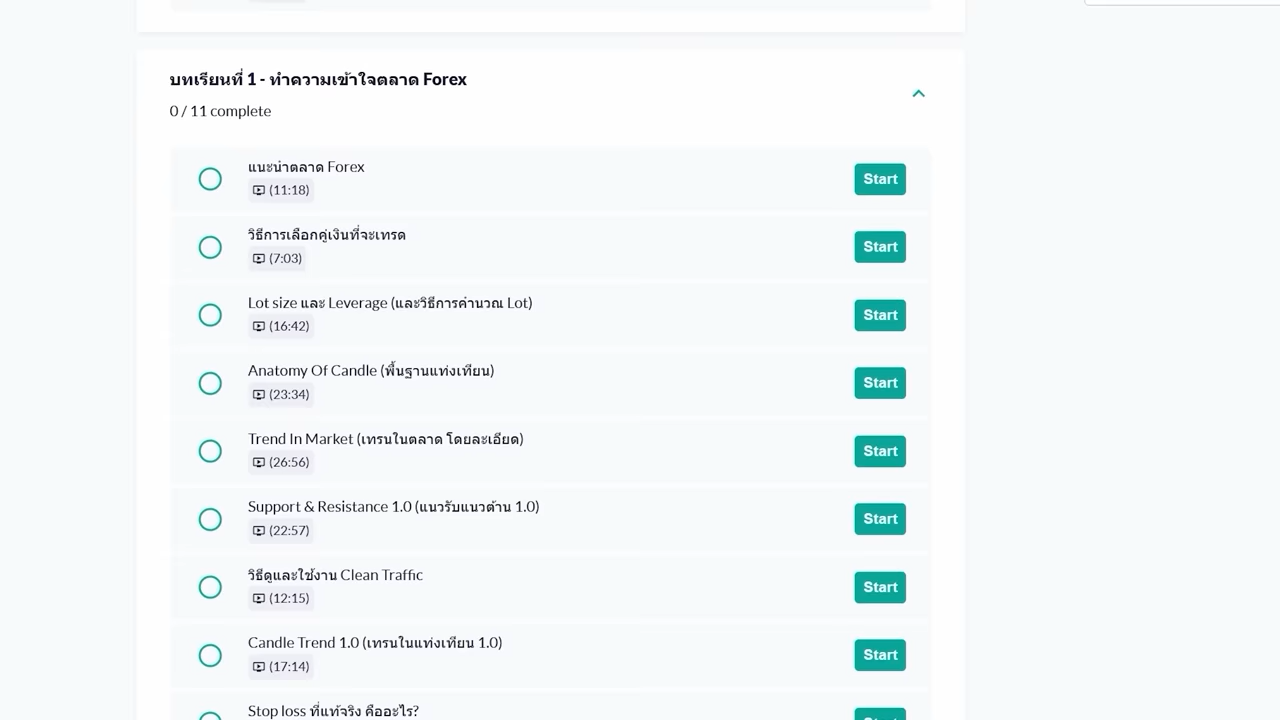 บทเรียนที่ 1 - ทำความเข้าใจตลาด Forex
0 / 11 complete
แนะนำตลาด Forex
(11:18)
Start
วิธีการเลือกคู่เงินที่จะเทรด
(7:03)
Start
Lot size และ Leverage (และวิธีการคำนวณ Lot)
(16:42)
Start
Anatomy Of Candle (พื้นฐานแท่งเทียน)
(23:34)
Start
Trend In Market (เทรนในตลาด โดยละเอียด)
(26:56)
Start
Support & Resistance 1.0 (แนวรับแนวต้าน 1.0)
(22:57)
Start
วิธีดูและใช้งาน Clean Traffic
(12:15)
Start
Candle Trend 1.0 (เทรนในแท่งเทียน 1.0)
(17:14)
Start
Stop loss ที่แท้จริง คืออะไร?